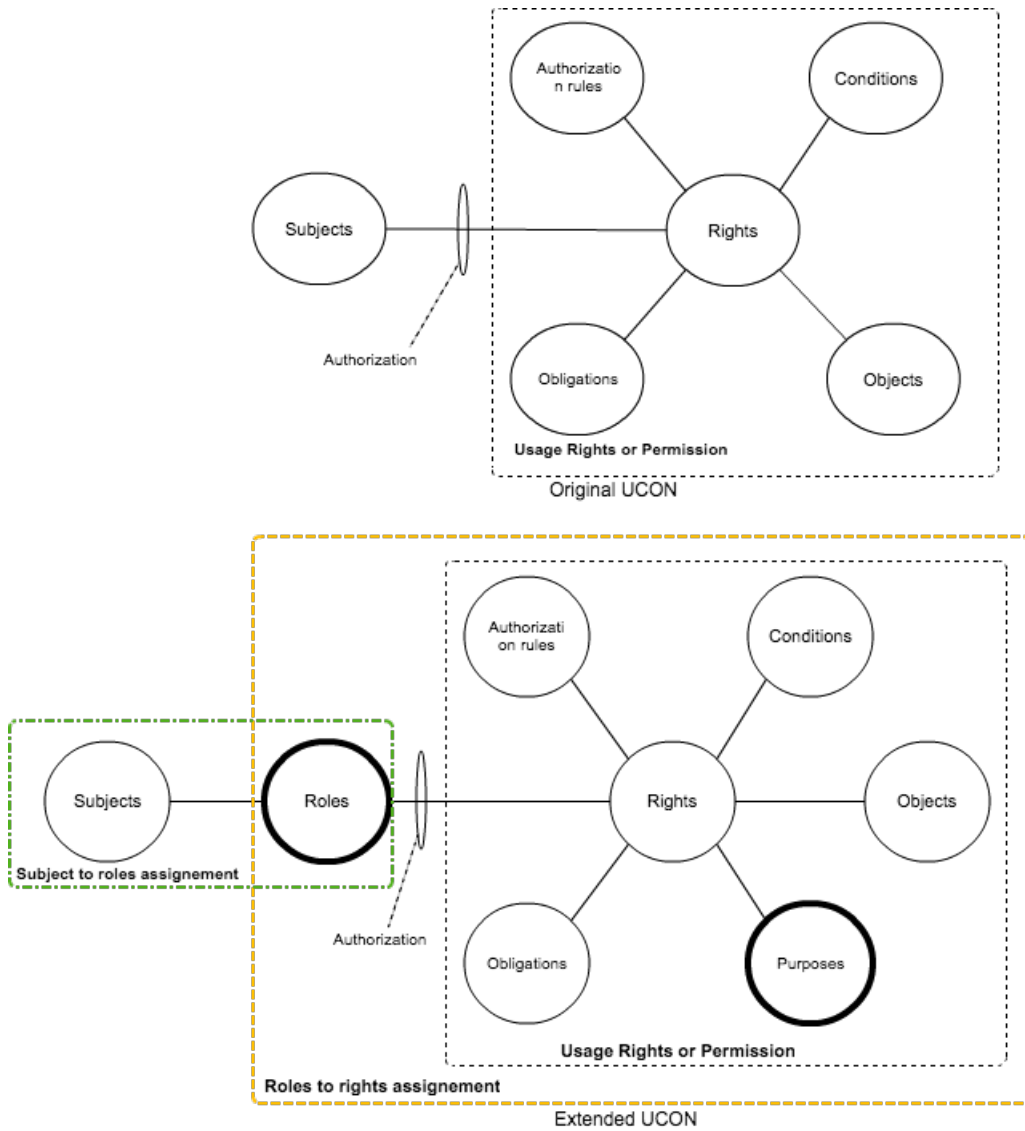 Authorizatio
n rules
Conditions
Subjects
Rights
Authorization
Obligations
Objects
Usage Rights or Permission
Original UCON
Authorizati
on rules
Conditions
Subjects
Roles
Rights
Objects
Subject to roles assignement
Authorization
Obligations
Purposes
Usage Rights or Permission
Roles to rights assignement
Extended UCON